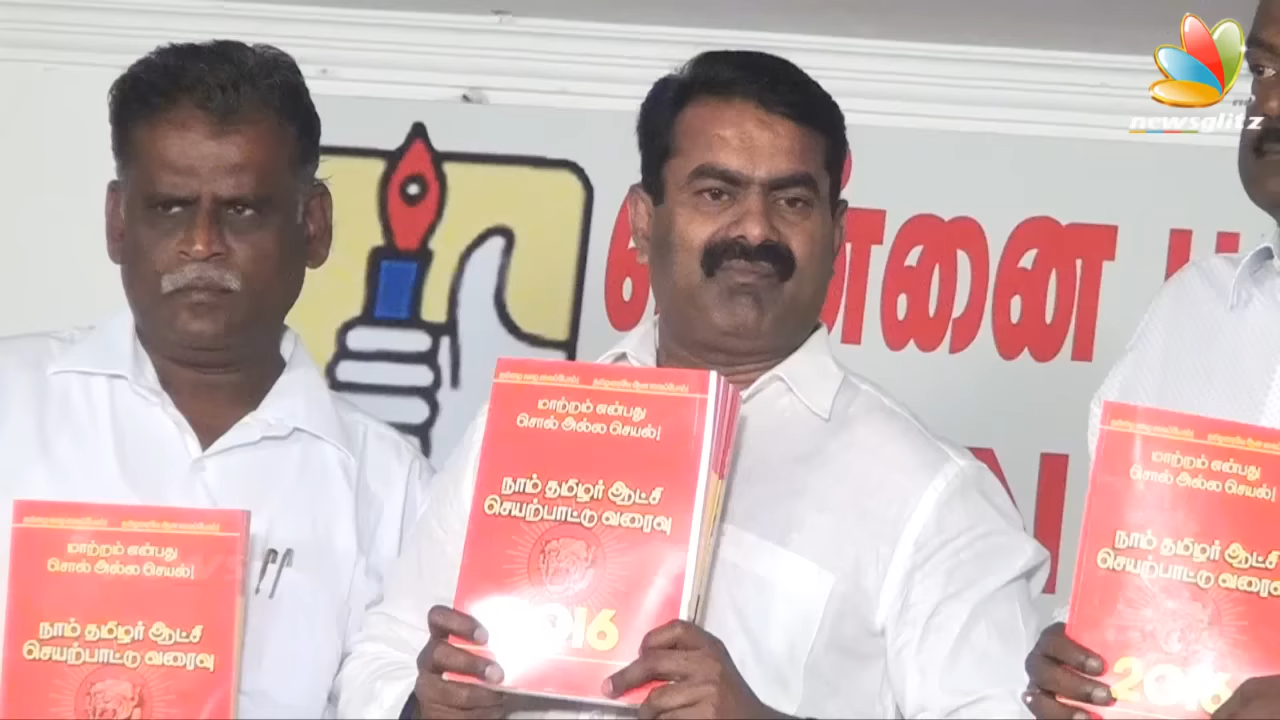 newsglitz
மாற்றம் என்பது
சொல் அல்ல செயல்!
நாம் தமிழர் ஆட்சி
செயற்பாட்டு வரைவு
மாற்றம் என்பது
சொல் அல்ல செயல்!
நாம் தமிழர் ஆட்சி
செயற்பாட்டு வரைவு
2016
மாற்றம் என்பது
சொல் அல்ல செயல்!
நாம் தமிழர் ஆட்சி
செயற்பாட்டு வரைவு
2016